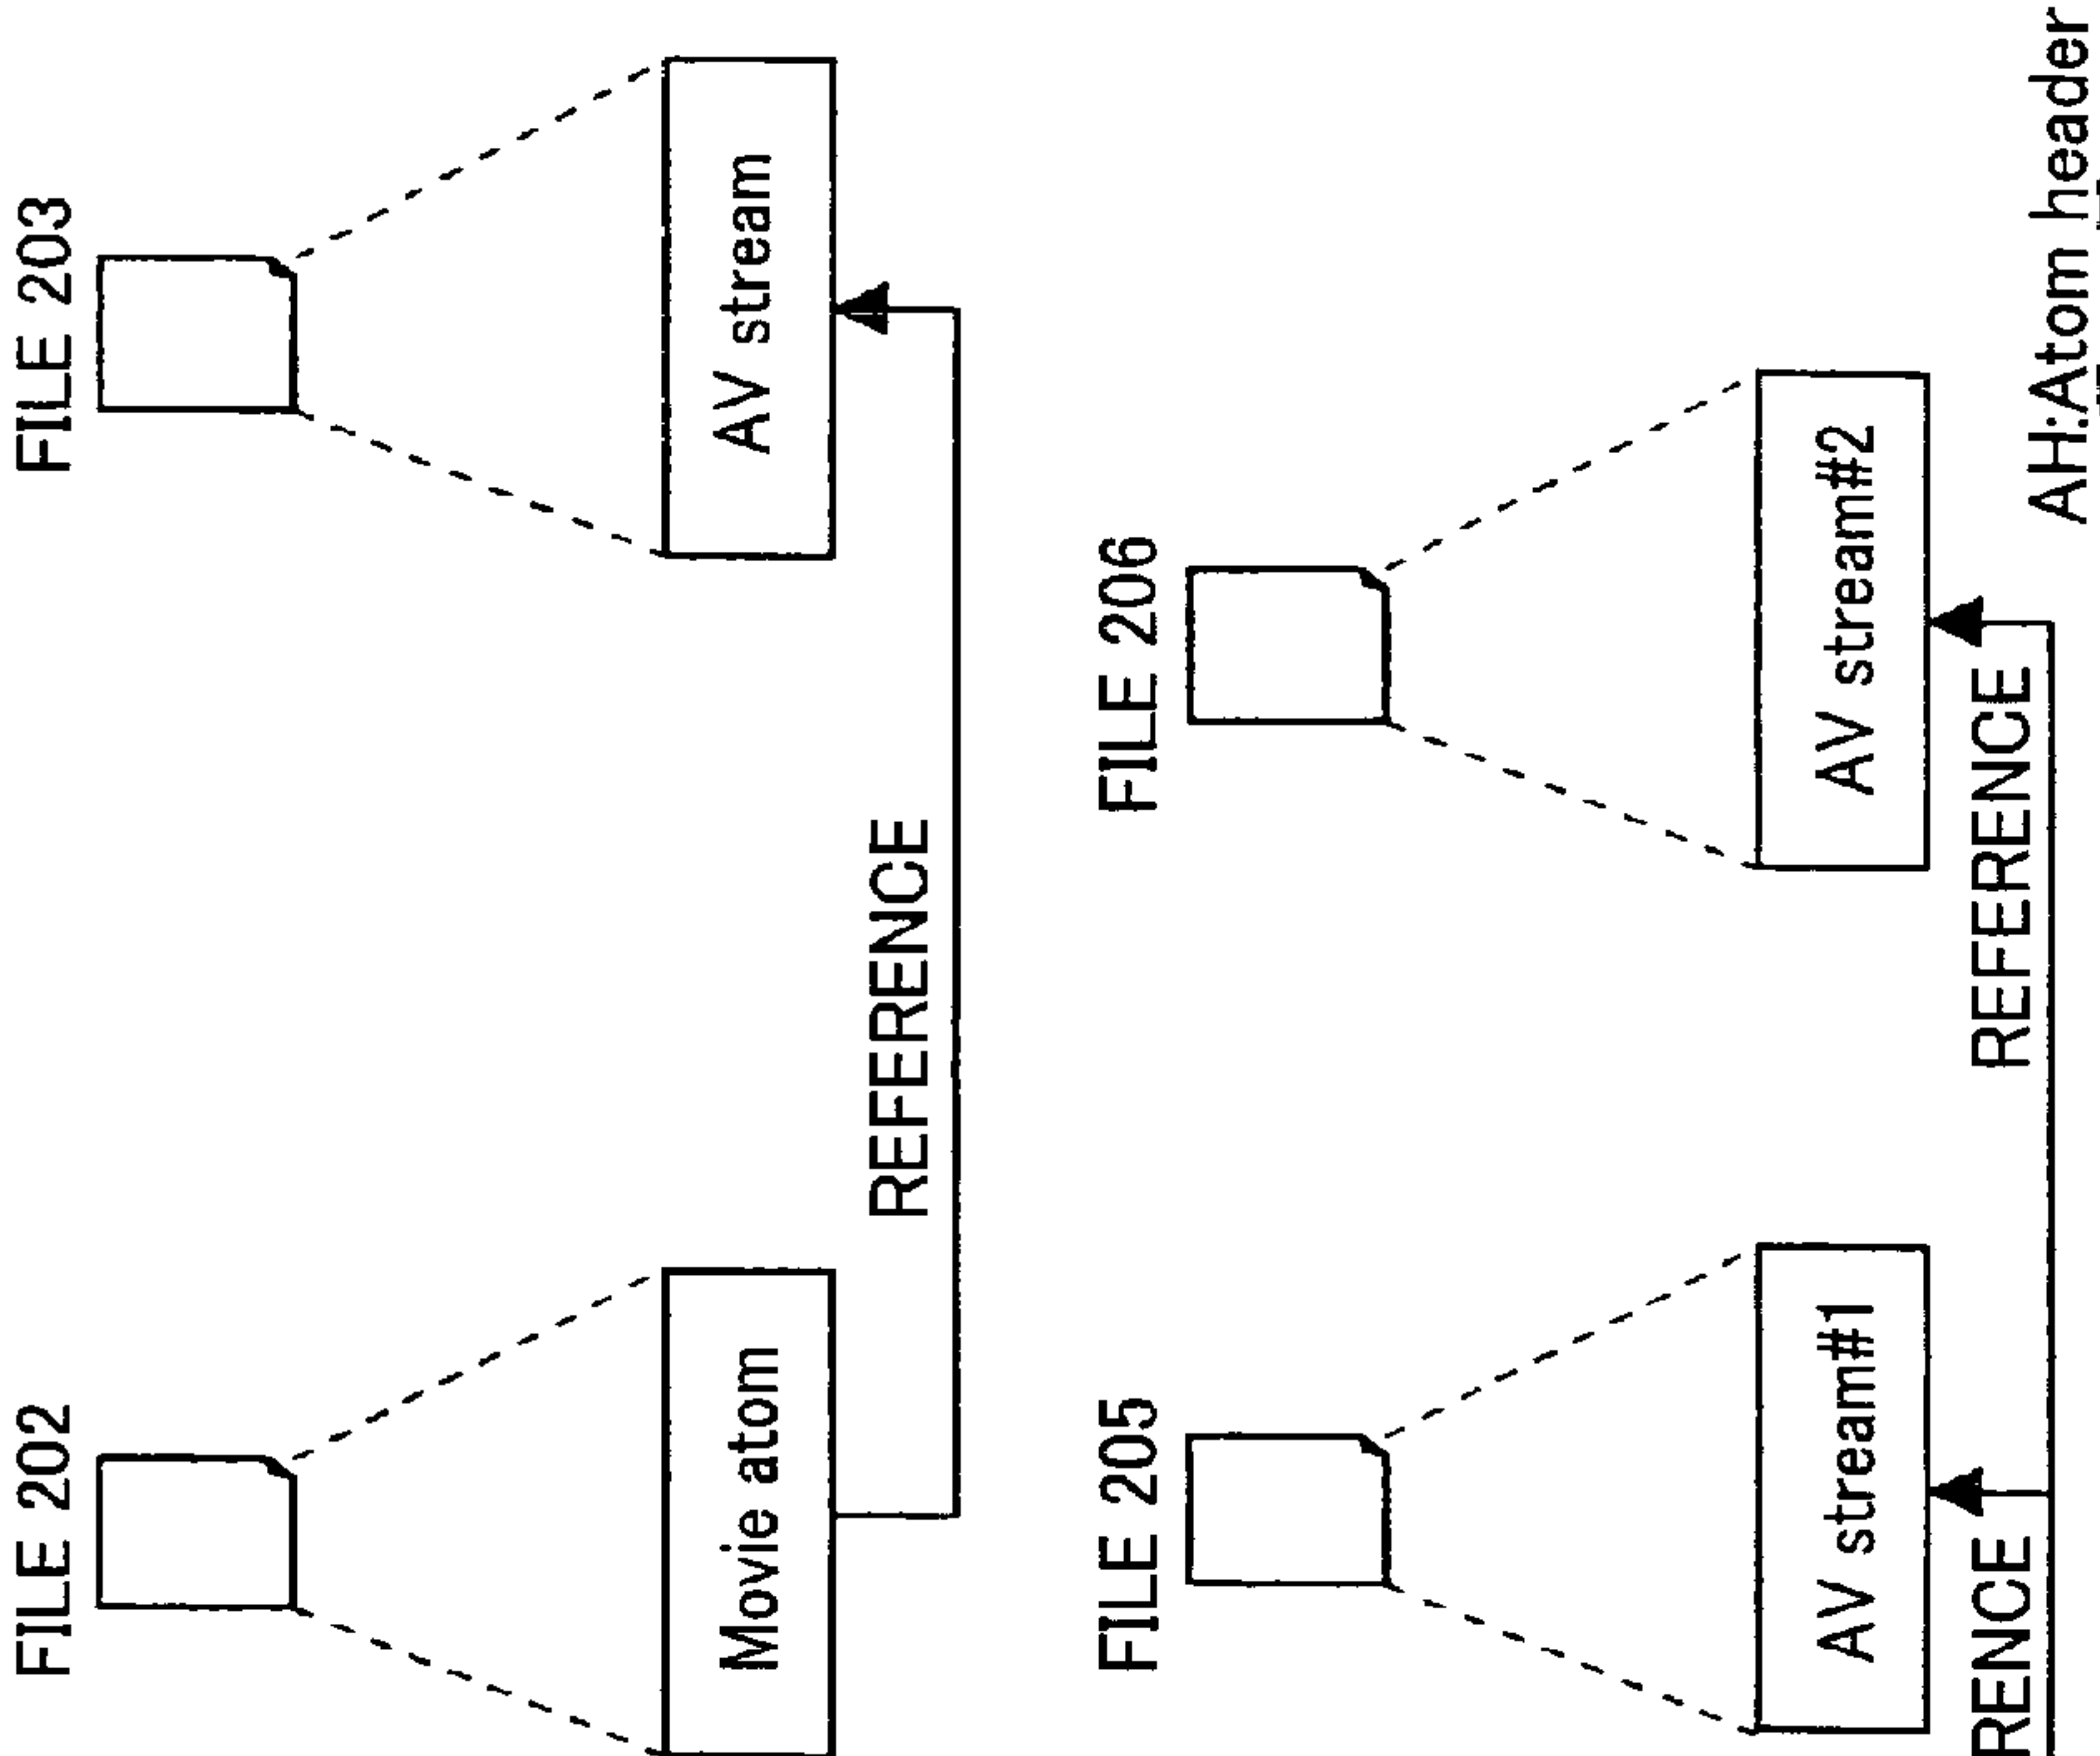 FILE 202
FILE 203
Movie atom
AV stream
REFERENCE
FILE 205
FILE 206
AV stream#1
AV stream#2
RENCE
REFERENCE
AH:Atom header